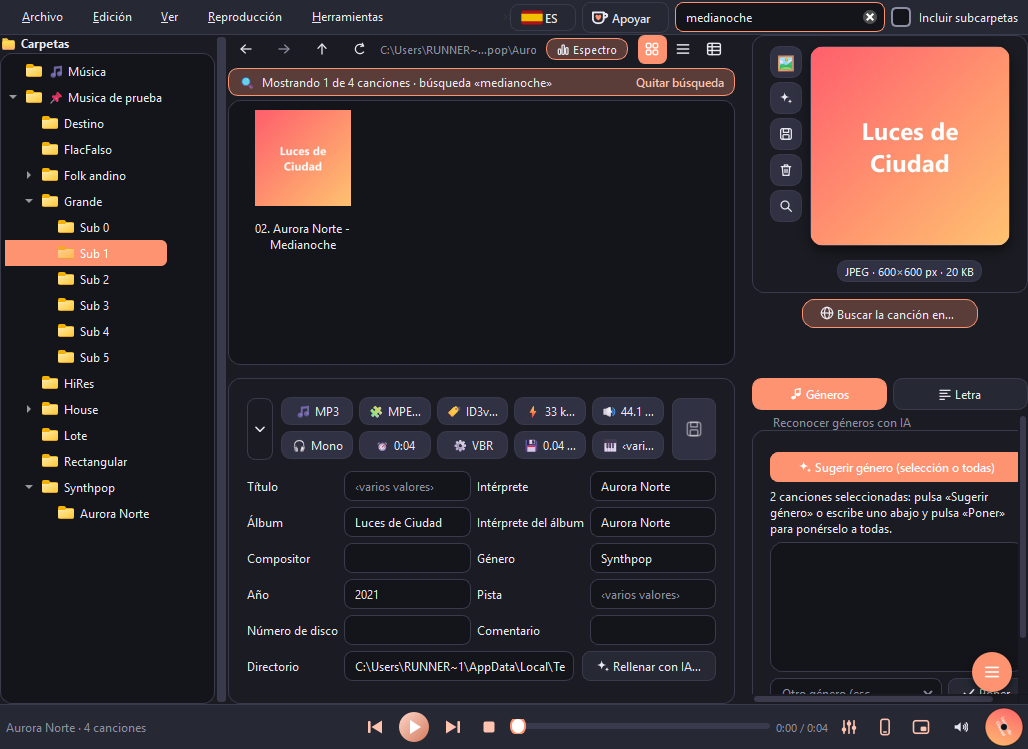 Archivo Edición Ver Reproducción Herramientas ES Apoyar medianoche Incluir subcarpetas
Carpetas
Música
Musica de prueba
Destino
FlacFalso
Folk andino
Grande
Sub 0
Sub 1
Sub 2
Sub 3
Sub 4
Sub 5
HiRes
House
Lote
Rectangular
Synthpop
Aurora Norte
C:\Users\RUNNER~...pop\Auro Espectro
Mostrando 1 de 4 canciones · búsqueda «medianoche» Quitar búsqueda
Luces de
Ciudad
02. Aurora Norte -
Medianoche
Luces de
Ciudad
JPEG · 600×600 px · 20 KB
Buscar la canción en...
MP3 MPE... ID3v... 33 k... 44.1 ...
Mono 0:04 VBR 0.04 ... ‹vari...
Título ‹varios valores› Intérprete Aurora Norte
Álbum Luces de Ciudad Intérprete del álbum Aurora Norte
Compositor Género Synthpop
Año 2021 Pista ‹varios valores›
Número de disco Comentario
Directorio C:\Users\RUNNER~1\AppData\Local\Te Rellenar con IA...
Géneros Letra
Reconocer géneros con IA
Sugerir género (selección o todas)
2 canciones seleccionadas: pulsa «Sugerir
género» o escribe uno abajo y pulsa «Poner»
para ponérselo a todas.
Otro género (esc... Poner
Aurora Norte · 4 canciones 0:00 / 0:04